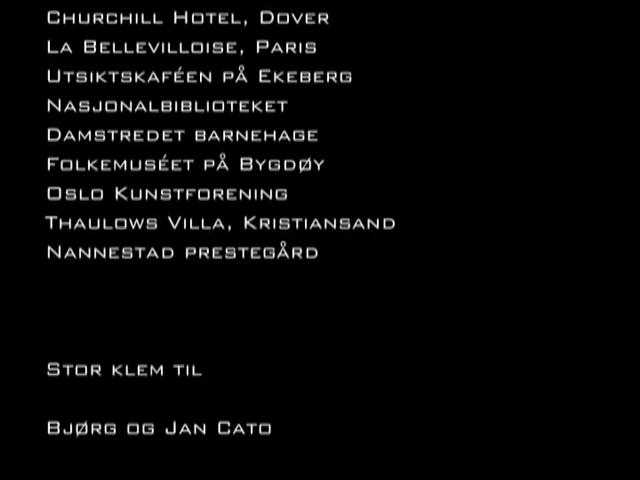 Churchill Hotel, Dover
La Bellevilloise, Paris
Utsiktskaféen på Ekeberg
Nasjonalbiblioteket
Damstredet barnehage
Folkemuséet på Bygdøy
Oslo Kunstforening
Thaulows Villa, Kristiansand
Nannestad prestegård
Stor klem til
Bjørg og Jan Cato